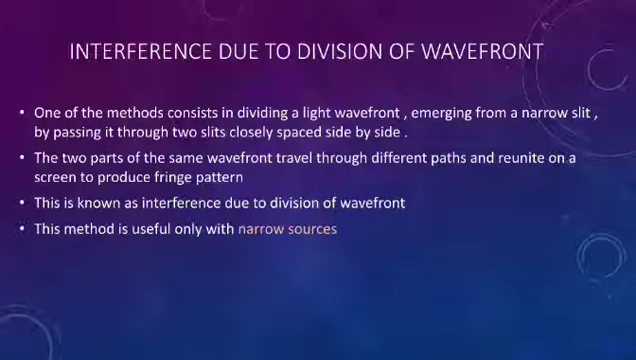 INTERFERENCE DUE TO DIVISION OF WAVEFRONT
• One of the methods consists in dividing a light wavefront , emerging from a narrow slit ,
by passing it through two slits closely spaced side by side .
• The two parts of the same wavefront travel through different paths and reunite on a
screen to produce fringe pattern
• This is known as interference due to division of wavefront
• This method is useful only with narrow sources